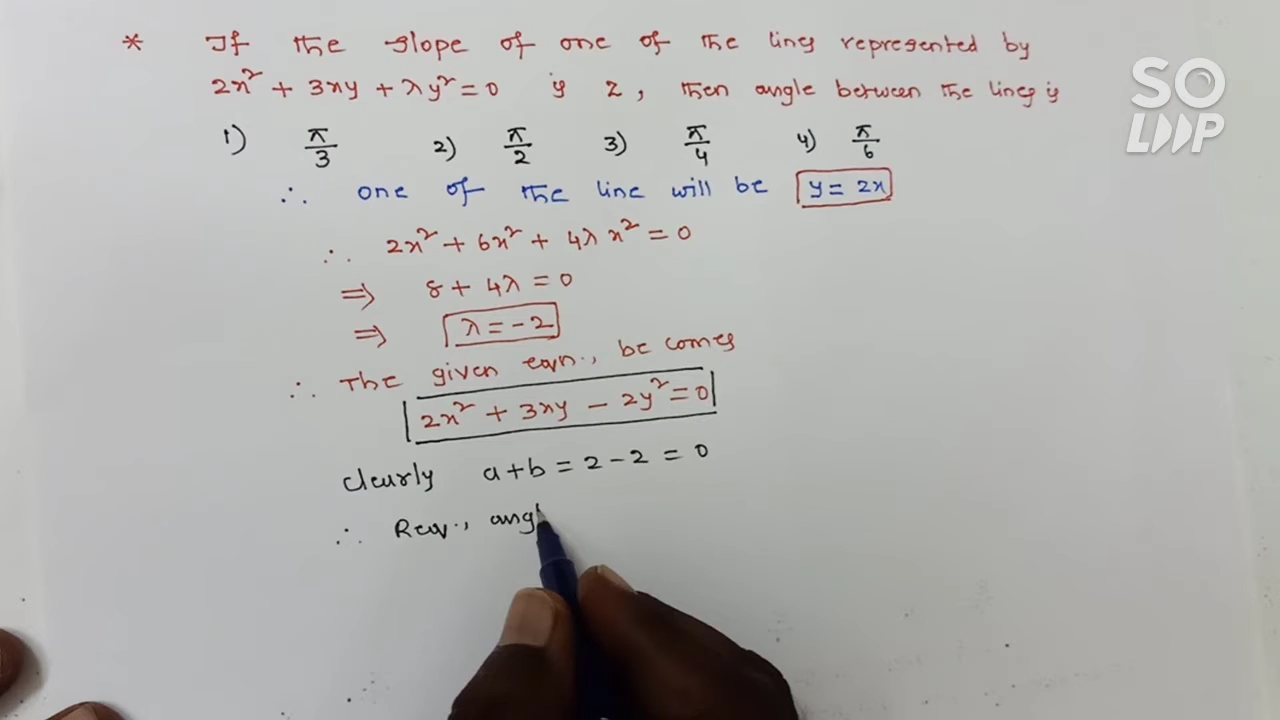 * If the slope of one of the lines represented by
2x² + 3xy + λy² = 0 is 2, then angle between the lines is
1) π/3 2) π/2 3) π/4 4) π/6
∴ one of the line will be y = 2x
∴ 2x² + 6x² + 4λx² = 0
⇒ 8 + 4λ = 0
⇒ λ = -2
∴ The given eqn., becomes
2x² + 3xy - 2y² = 0
Clearly a + b = 2 - 2 = 0
∴ Req., ang
SO
LOOP